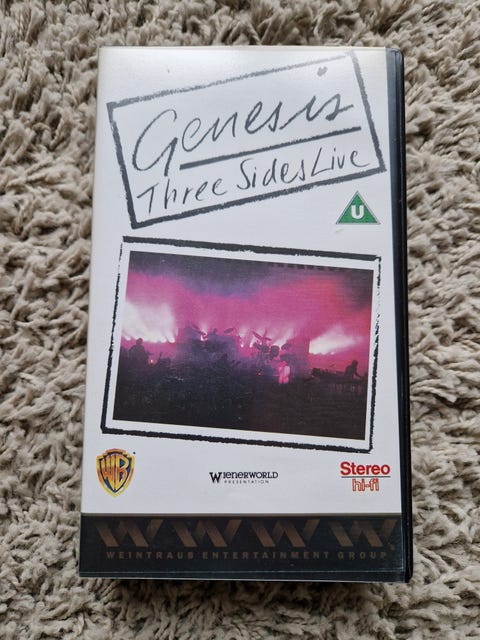 Genesis
Three Sides Live
U
WB
WIENERWORLD
PRESENTATION
Stereo
hi-fi
WEINTRAUB ENTERTAINMENT GROUP